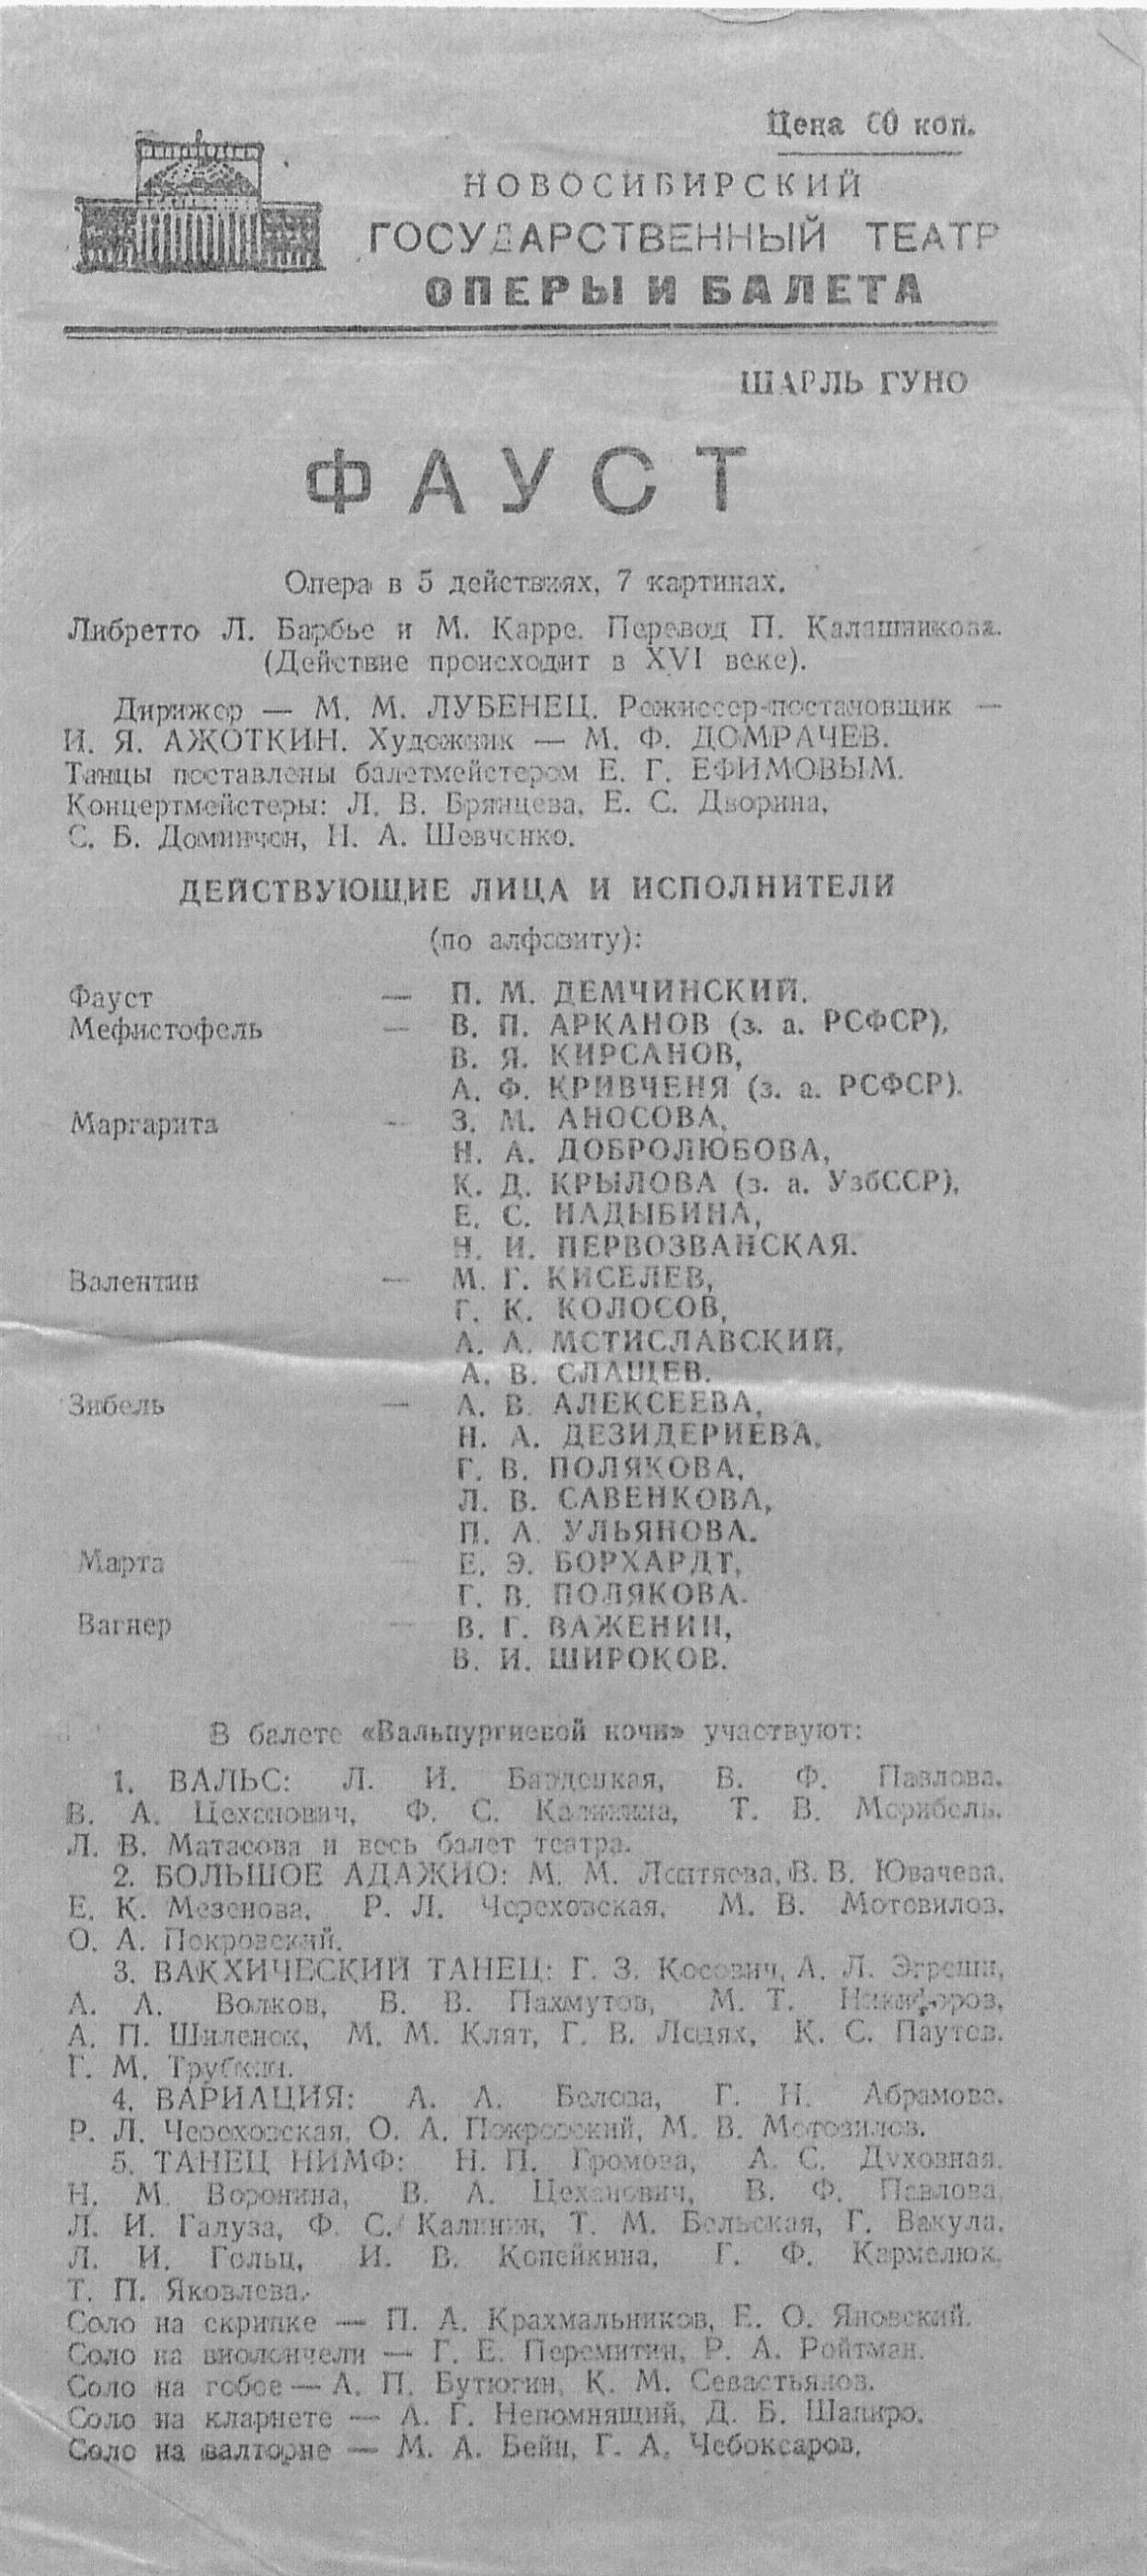 Цена 60 коп.
НОВОСИБИРСКИЙ
ГОСУДАРСТВЕННЫЙ ТЕАТР
ОПЕРЫ И БАЛЕТА
ШАРЛЬ ГУНО
ФАУСТ
Опера в 5 действиях, 7 картинах.
Либретто Л. Барбье и М. Карре. Перевод П. Калашникова.
(Действие происходит в XVI веке).
Дирижер — М. М. ЛУБЕНЕЦ. Режиссер-постановщик —
И. Я. АЖОТКИН. Художник — М. Ф. ДОМРАЧЕВ.
Танцы поставлены балетмейстером Е. Г. ЕФИМОВЫМ.
Концертмейстеры: Л. В. Брянцева, Е. С. Дворина,
С. Б. Доминчен, Н. А. Шевченко.
ДЕЙСТВУЮЩИЕ ЛИЦА И ИСПОЛНИТЕЛИ
(по алфавиту):
Фауст — П. М. ДЕМЧИНСКИЙ.
Мефистофель — В. П. АРКАНОВ (з. а. РСФСР),
В. Я. КИРСАНОВ,
А. Ф. КРИВЧЕНЯ (з. а. РСФСР).
Маргарита — З. М. АНОСОВА,
Н. А. ДОБРОЛЮБОВА,
К. Д. КРЫЛОВА (з. а. УзбССР),
Е. С. НАДЫБИНА,
Н. И. ПЕРВОЗВАНСКАЯ.
Валентин — М. Г. КИСЕЛЕВ,
Г. К. КОЛОСОВ,
А. А. МСТИСЛАВСКИЙ,
А. В. СЛАЩЕВ.
Зибель — А. В. АЛЕКСЕЕВА,
Н. А. ДЕЗИДЕРИЕВА,
Г. В. ПОЛЯКОВА,
Л. В. САВЕНКОВА,
П. А. УЛЬЯНОВА.
Марта — Е. Э. БОРХАРДТ,
Г. В. ПОЛЯКОВА.
Вагнер — В. Г. ВАЖЕНИН,
В. И. ШИРОКОВ.
В балете «Вальпургиевой ночи» участвуют:
1. ВАЛЬС: Л. И. В. Ф. Павлова,
В. А. Цеханович, Ф. С. Калинина, Т. В. Мерибель,
Л. В. Матасова и весь балет театра.
2. БОЛЬШОЕ АДАЖИО: М. М. В. В. Ювачева,
Е. К. Мезенова, Р. Л. Череховская, М. В. Мотовилов,
О. А. Покровский.
3. ВАКХИЧЕСКИЙ ТАНЕЦ: Г. З. Косович, А. Л.
А. А. Волков, В. В. Пахмутов, М. Т. Никифоров,
А. П. М. М. Клят, Г. В. Ледях, К. С. Паутов,
Г. М. Трубкин.
4. ВАРИАЦИЯ: А. А. Белова, Г. Н. Абрамова,
Р. Л. Череховская, О. А. Покровский, М. В. Мотовилов.
5. ТАНЕЦ НИМФ: Н. П. Громова, А. С. Духовная,
Н. М. Воронина, В. А. Цеханович, В. Ф. Павлова,
Л. И. Галуза, Ф. С. Калинин, Т. М. Бельская, Г. Вакула,
Л. И. Гольц, И. В. Копейкина, Г. Ф. Кармелюк,
Т. П. Яковлева.
Соло на скрипке — П. А. Крахмальников, Е. О. Яновский.
Соло на виолончели — Г. Е. Перемитин, Р. А. Ройтман.
Соло на гобое — А. П. Бутюгин, К. М. Севастьянов.
Соло на кларнете — А. Г. Непомнящий, Д. Б. Шапиро.
Соло на валторне — М. А. Бейн, Г. А. Чебоксаров.